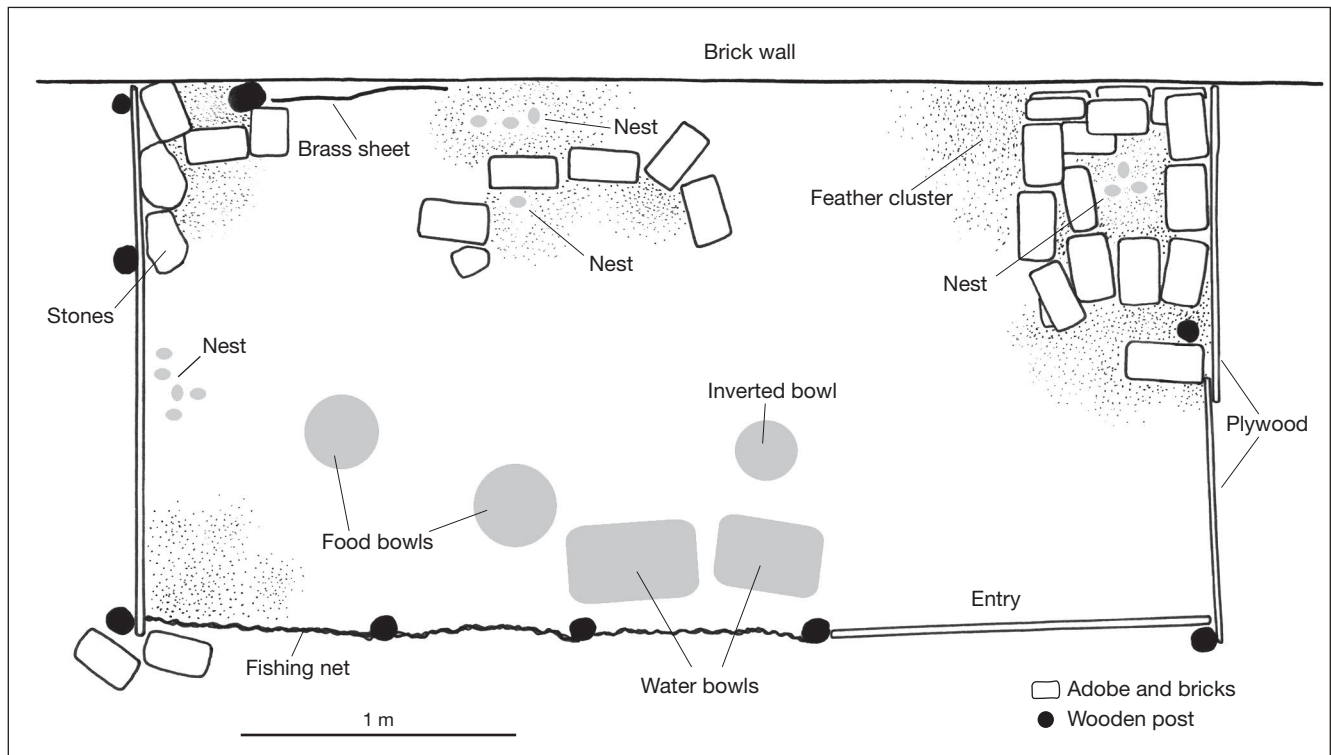 Brick wall
Nest
Brass sheet
Feather cluster
Nest
Nest
Stones
Nest
Inverted bowl
Plywood
Food bowls
Entry
Fishing net
Water bowls
Adobe and bricks
1 m
Wooden post